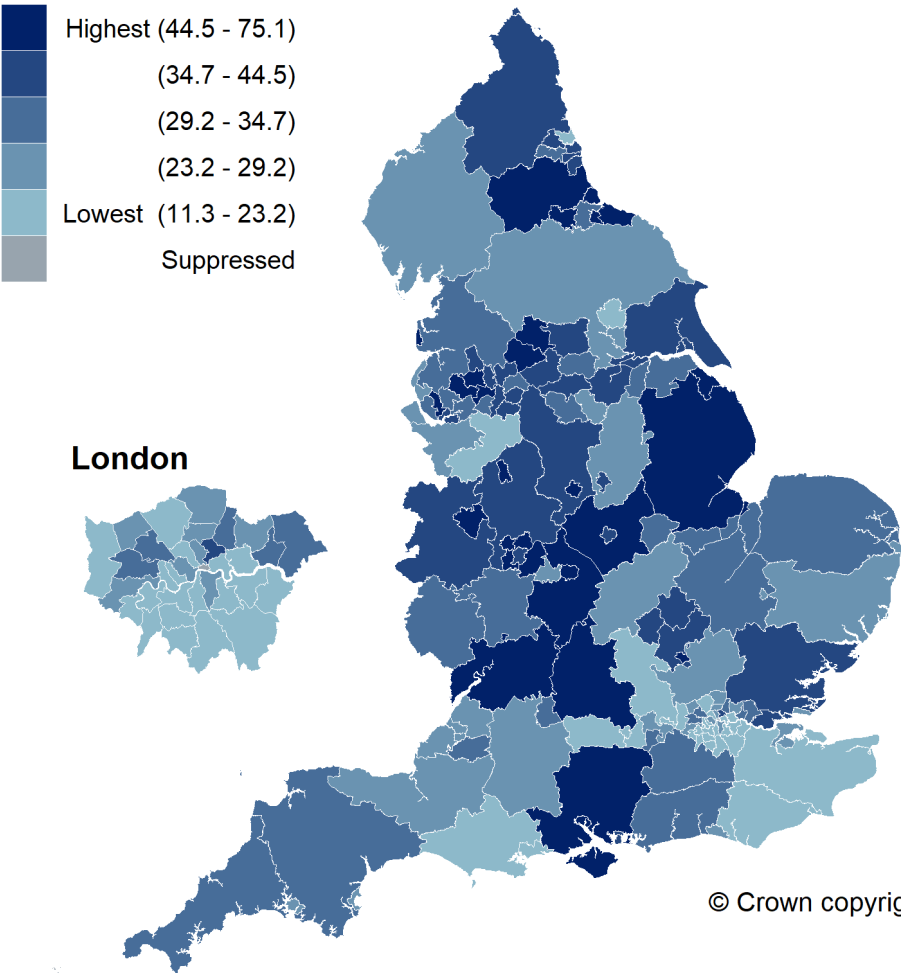 Highest (44.5 - 75.1)
(34.7 - 44.5)
(29.2 - 34.7)
(23.2 - 29.2)
Lowest (11.3 - 23.2)
Suppressed
London
© Crown copyrig